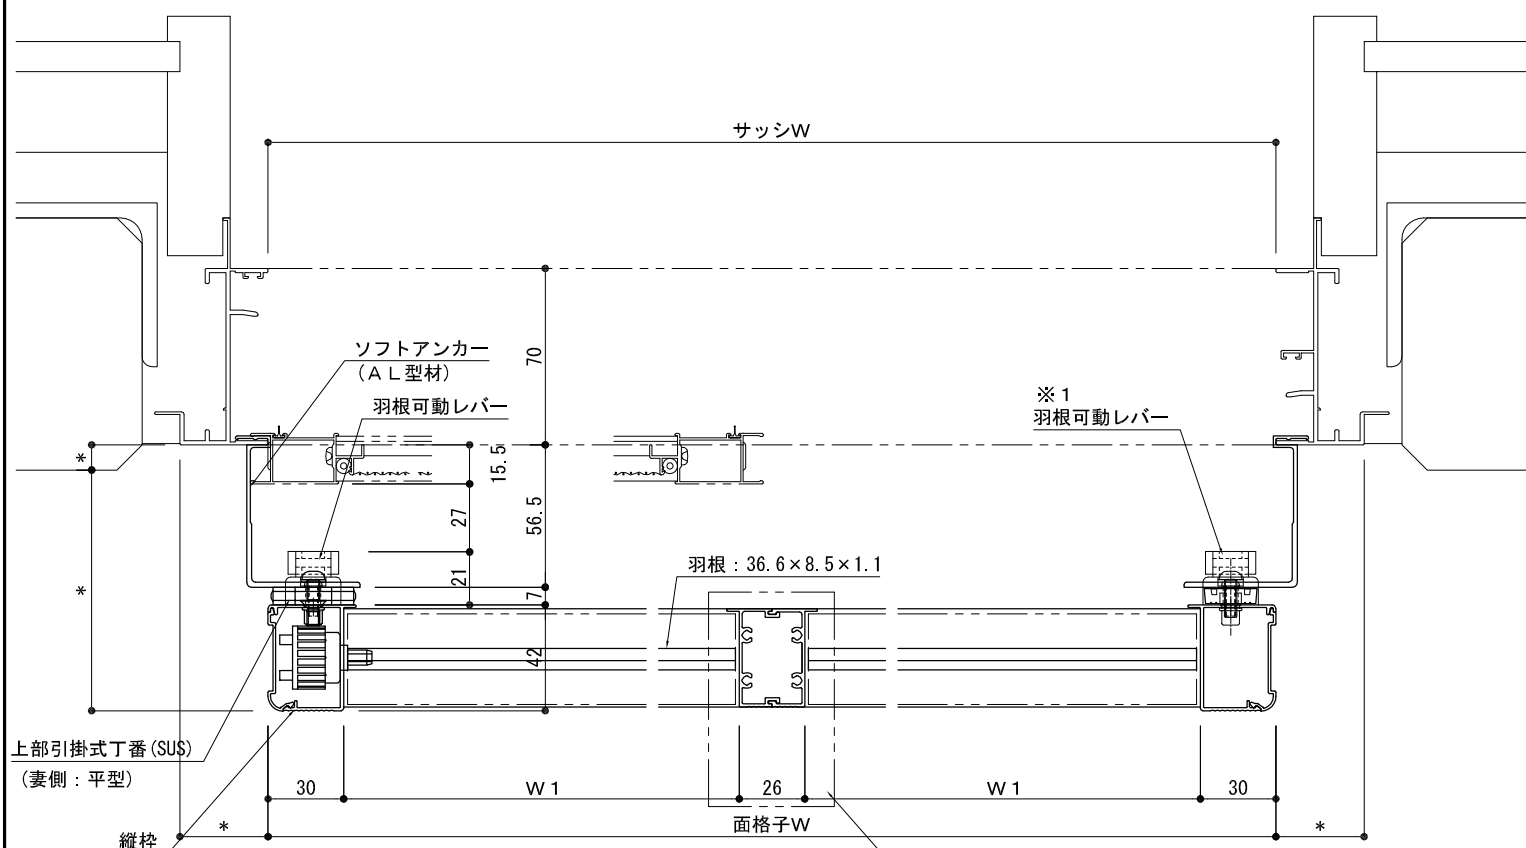 サッシW
ソフトアンカー
(AL型材)
羽根可動レバー
70
※1
羽根可動レバー
*
15.5
27
56.5
*
21
7
羽根：36.6×8.5×1.1
42
上部引掛式丁番(SUS)
(妻側：平型)
30
W1
26
W1
30
*
面格子W
*
縦枠